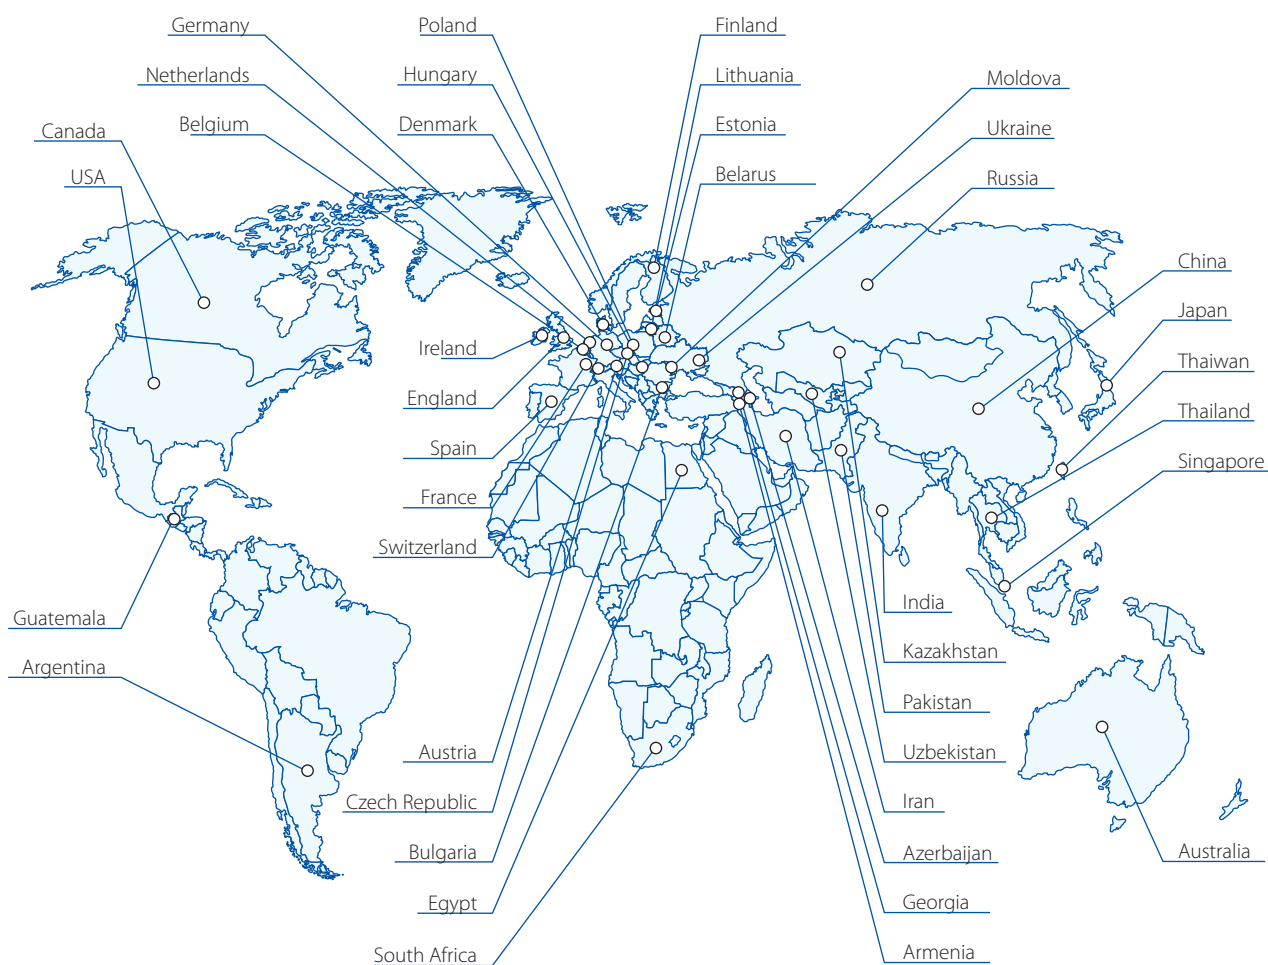 Germany
Poland
Finland
Netherlands
Hungary
Lithuania
Moldova
Canada
Belgium
Denmark
Estonia
Ukraine
USA
Belarus
Russia
China
Japan
Ireland
Thaiwan
England
Thailand
Spain
Singapore
France
Switzerland
Guatemala
India
Argentina
Kazakhstan
Pakistan
Austria
Uzbekistan
Czech Republic
Iran
Bulgaria
Azerbaijan
Australia
Egypt
Georgia
South Africa
Armenia